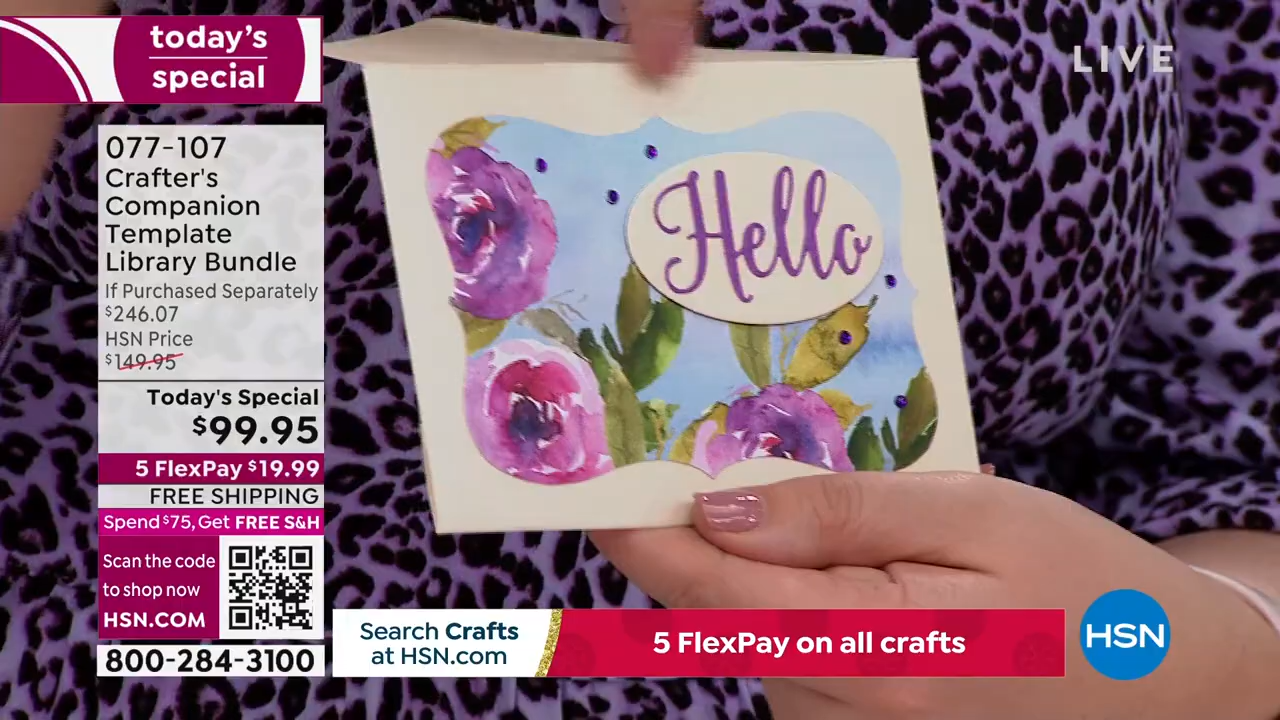 today's
special
LIVE
077-107
Crafter's
Companion
Template
Library Bundle
If Purchased Separately
$246.07
HSN Price
$149.95
Today's Special
$99.95
5 FlexPay $19.99
FREE SHIPPING
Spend $75, Get FREE S&H
Scan the code
to shop now
HSN.COM
800-284-3100
Hello
Search Crafts
at HSN.com
5 FlexPay on all crafts
HSN